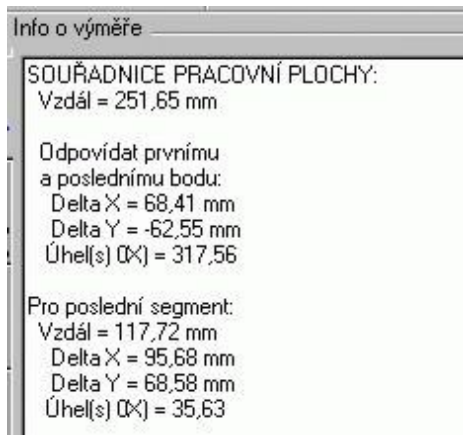 Info o výměře
SOUŘADNICE PRACOVNÍ PLOCHY:
Vzdál = 251,65 mm
Odpovídat prvnímu
a poslednímu bodu:
Delta X = 68,41 mm
Delta Y = -62,55 mm
Úhel(s) 0X) = 317,56
Pro poslední segment:
Vzdál = 117,72 mm
Delta X = 95,68 mm
Delta Y = 68,58 mm
Úhel(s) 0X) = 35,63